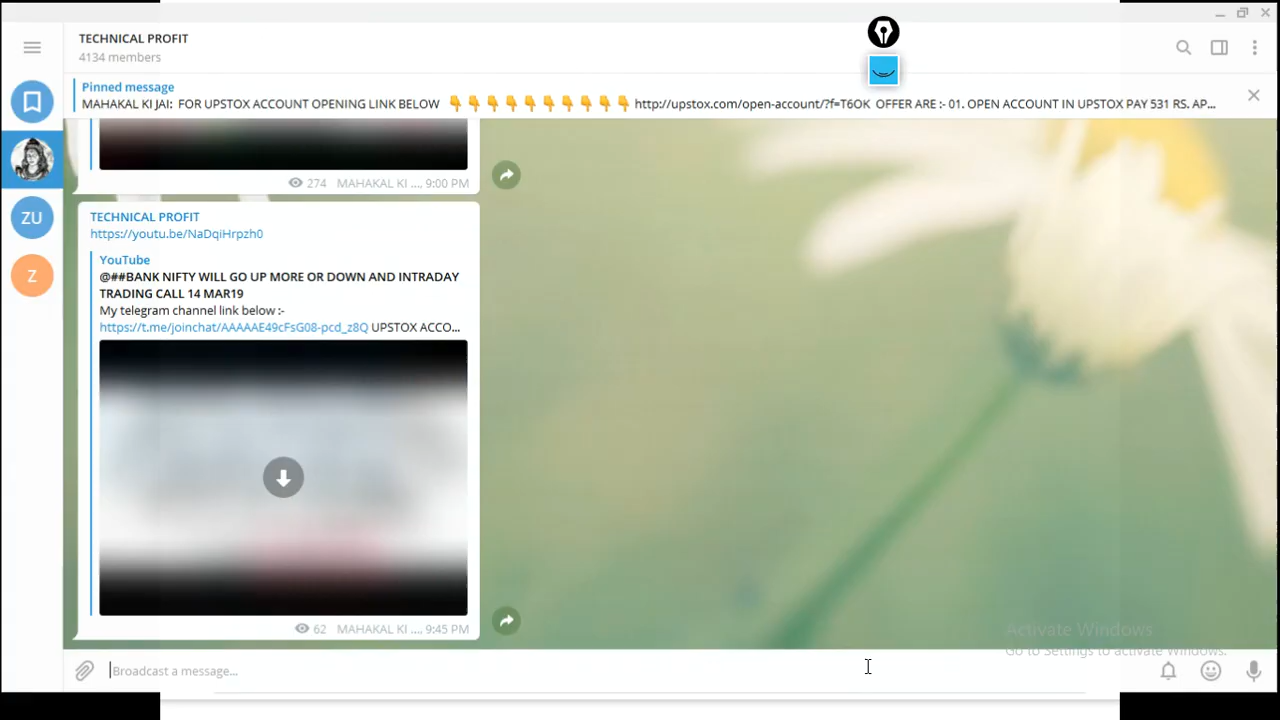 TECHNICAL PROFIT
4134 members
Pinned message
MAHAKAL KI JAI: FOR UPSTOX ACCOUNT OPENING LINK BELOW 👇👇👇👇👇👇👇👇👇👇 http://upstox.com/open-account/?f=T6OK OFFER ARE :- 01. OPEN ACCOUNT IN UPSTOX PAY 531 RS. AP...
274 MAHAKAL KI ..., 9:00 PM
TECHNICAL PROFIT
https://youtu.be/NaDqiHrpzh0
YouTube
@##BANK NIFTY WILL GO UP MORE OR DOWN AND INTRADAY
TRADING CALL 14 MAR19
My telegram channel link below :-
https://t.me/joinchat/AAAAAE49cFsG08-pcd_z8Q UPSTOX ACCO...
62 MAHAKAL KI ..., 9:45 PM
ZU
Z
Activate Windows
Go to Settings to activate Windows.
Broadcast a message...